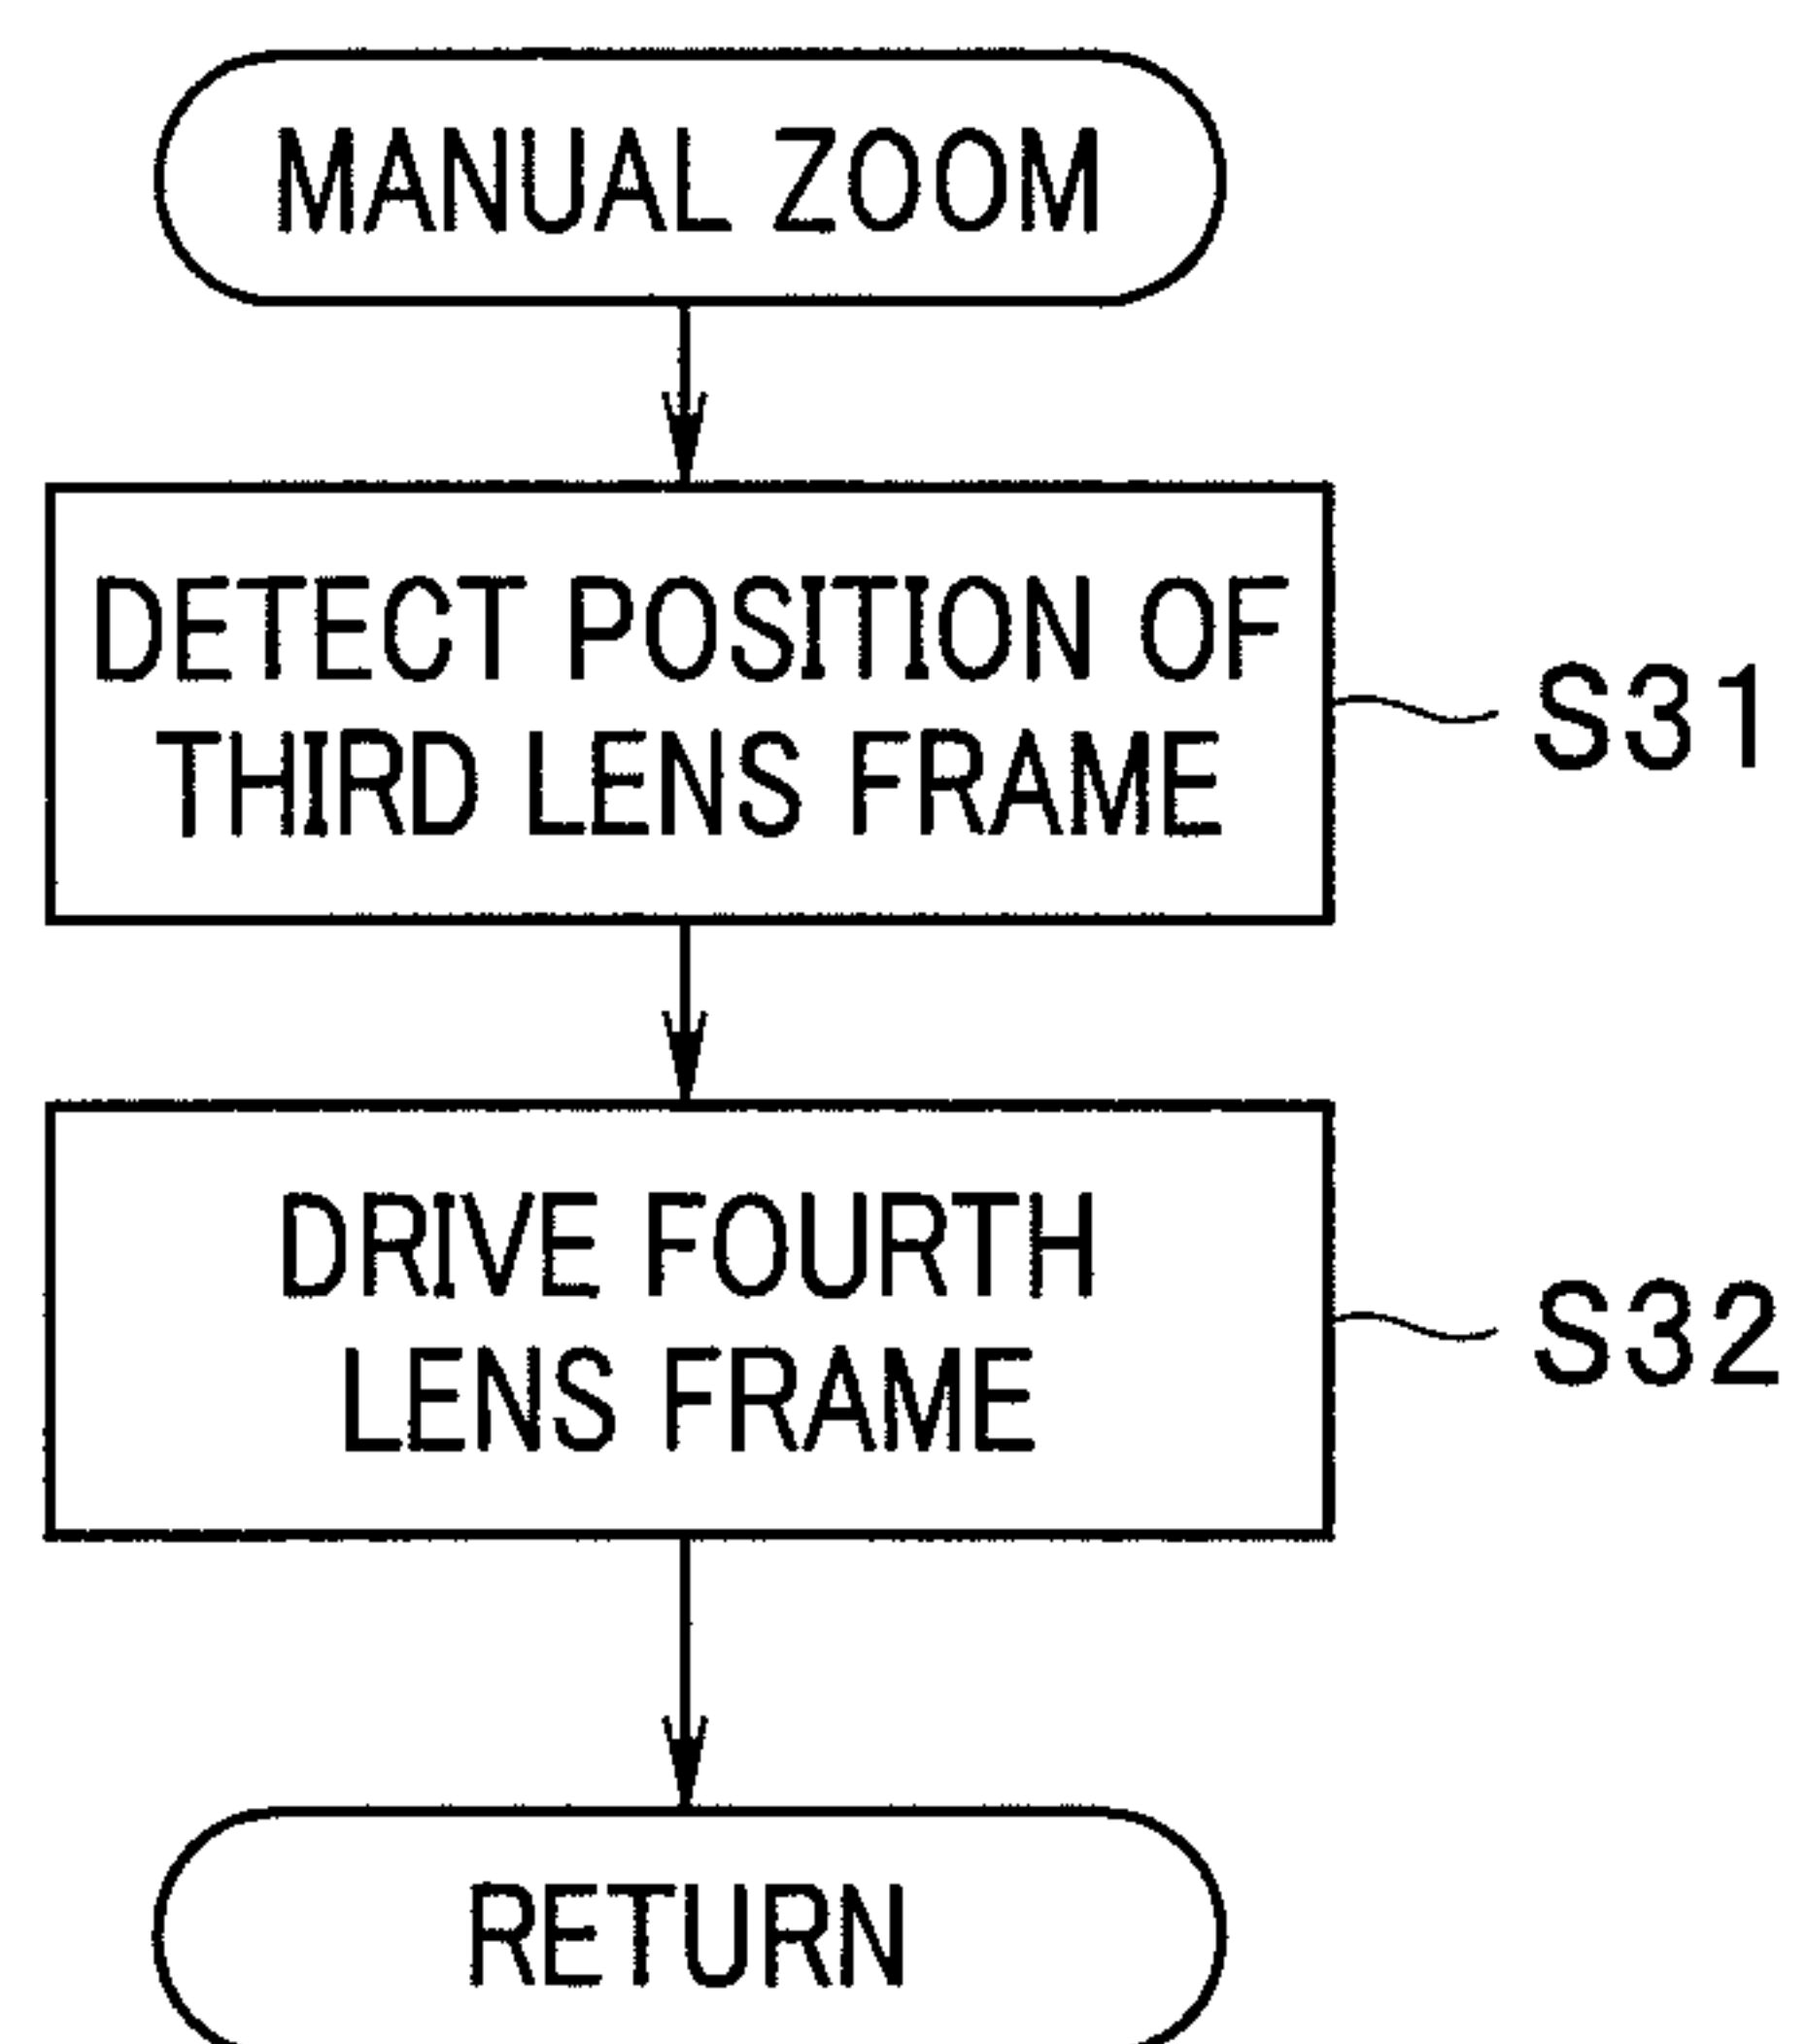 MANUAL ZOOM
DETECT POSITION OF
THIRD LENS FRAME
S31
DRIVE FOURTH
LENS FRAME
S32
RETURN